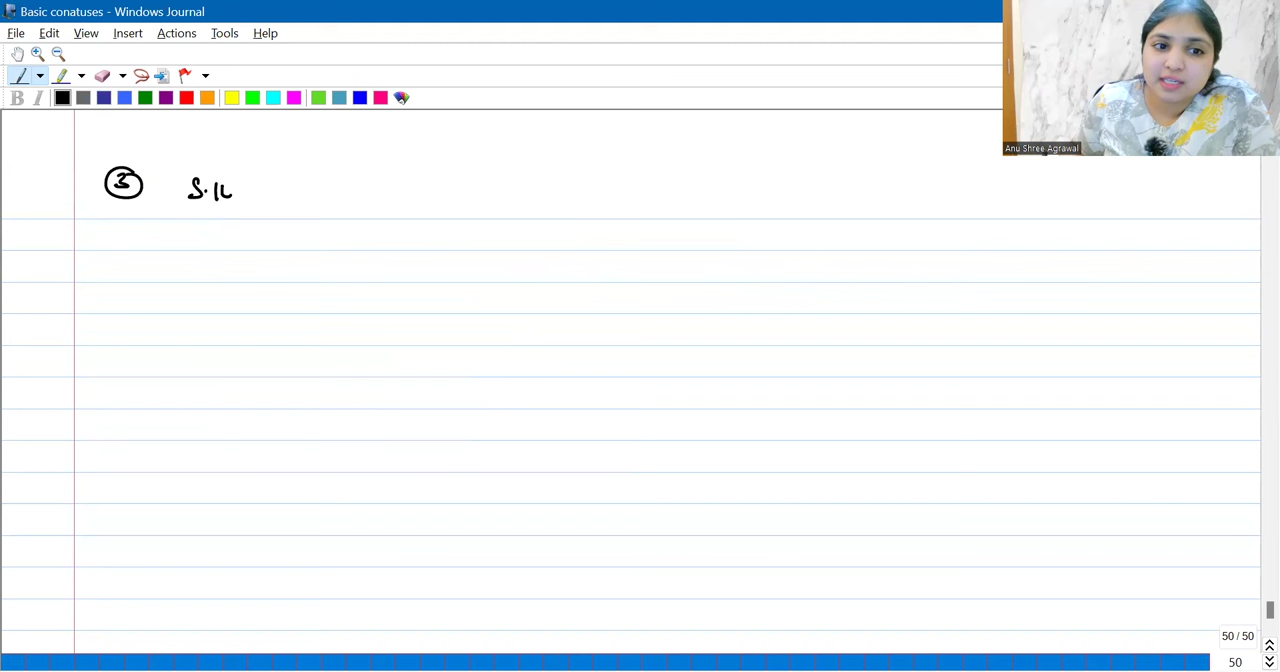 Basic conatuses - Windows Journal
File Edit View Insert Actions Tools Help
B I
Anu Shree Agrawal
3 S.
50 / 50
50